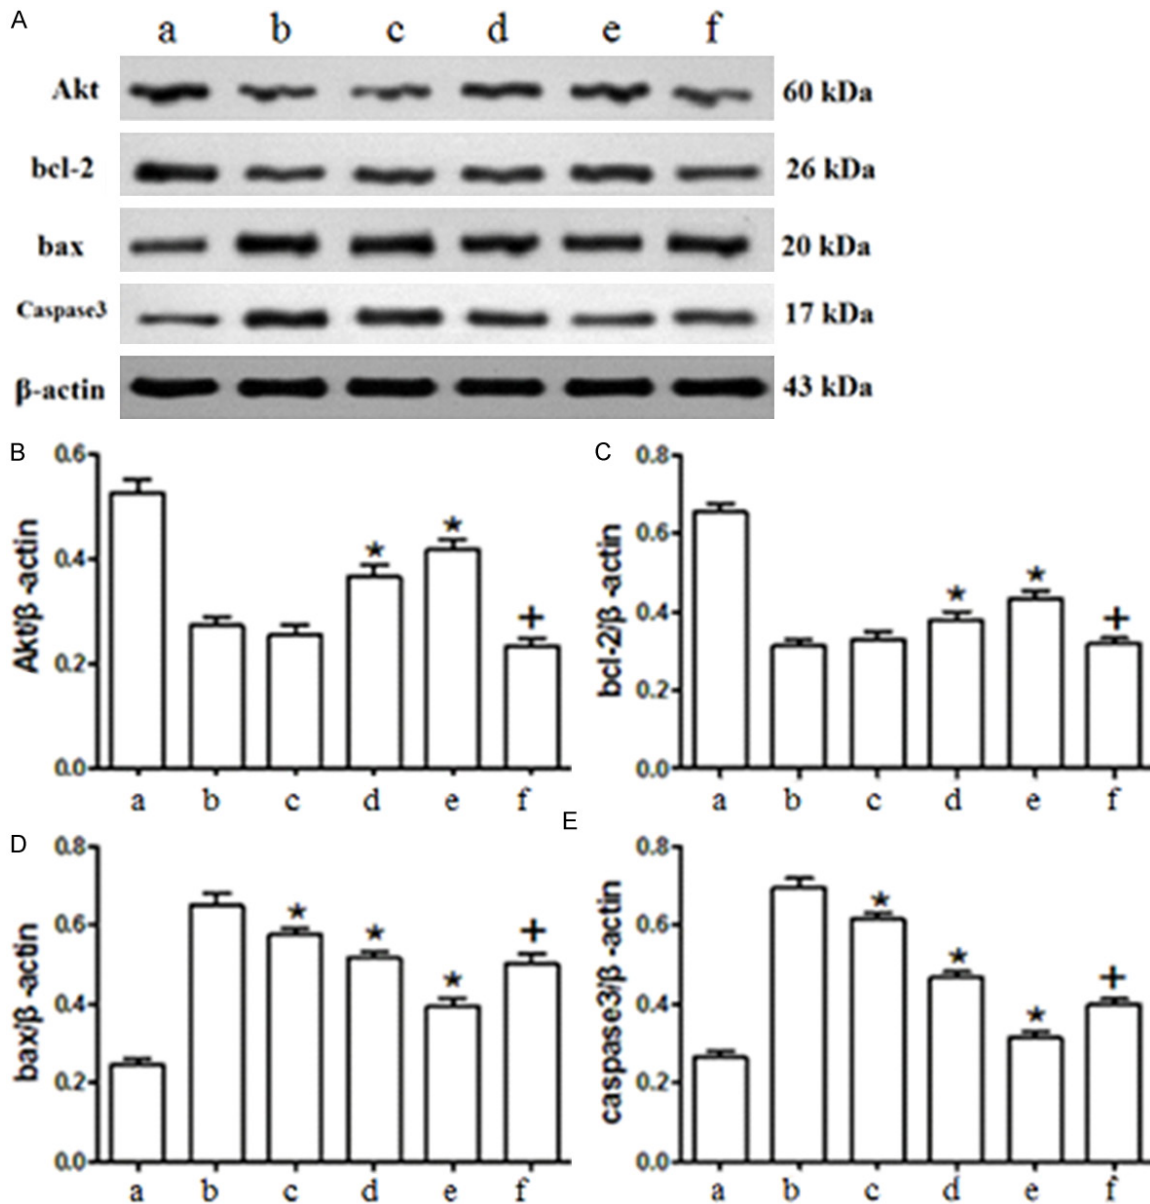 A
a b c d e f
Akt 60 kDa
bcl-2 26 kDa
bax 20 kDa
Caspase3 17 kDa
β-actin 43 kDa
B
0.6
0.4
0.2
0.0
Akt/β -actin
* * +
a b c d e f
C
0.8
0.6
0.4
0.2
0.0
bcl-2/β -actin
* * +
a b c d e f
D
0.8
0.6
0.4
0.2
0.0
bax/β -actin
* * * +
a b c d e f
E
0.8
0.6
0.4
0.2
0.0
caspase3/β -actin
* * * +
a b c d e f